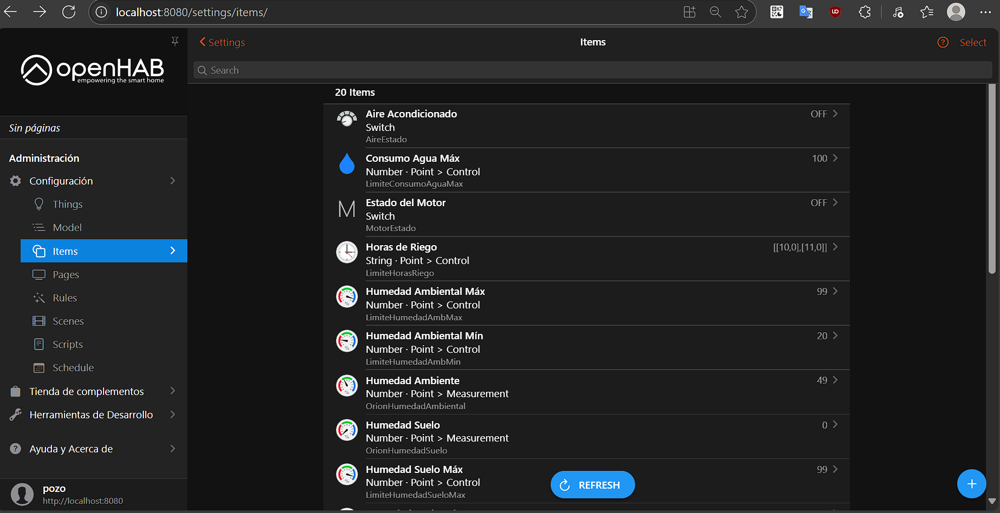 localhost:8080/settings/items/
openHAB
empowering the smart home
Sin páginas
Administración
Configuración
Things
Model
Items
Pages
Rules
Scenes
Scripts
Schedule
Tienda de complementos
Herramientas de Desarrollo
Ayuda y Acerca de
pozo
http://localhost:8080
Settings
Items
Select
Search
20 Items
Aire Acondicionado
OFF
Switch
AireEstado
Consumo Agua Máx
100
Number · Point > Control
LimiteConsumoAguaMax
M
Estado del Motor
OFF
Switch
MotorEstado
Horas de Riego
[[10,0],[11,0]]
String · Point > Control
LimiteHorasRiego
Humedad Ambiental Máx
99
Number · Point > Control
LimiteHumedadAmbMax
Humedad Ambiental Mín
20
Number · Point > Control
LimiteHumedadAmbMin
Humedad Ambiente
49
Number · Point > Measurement
OrionHumedadAmbiental
Humedad Suelo
0
Number · Point > Measurement
OrionHumedadSuelo
Humedad Suelo Máx
99
Number · Point > Control
LimiteHumedadSueloMax
REFRESH